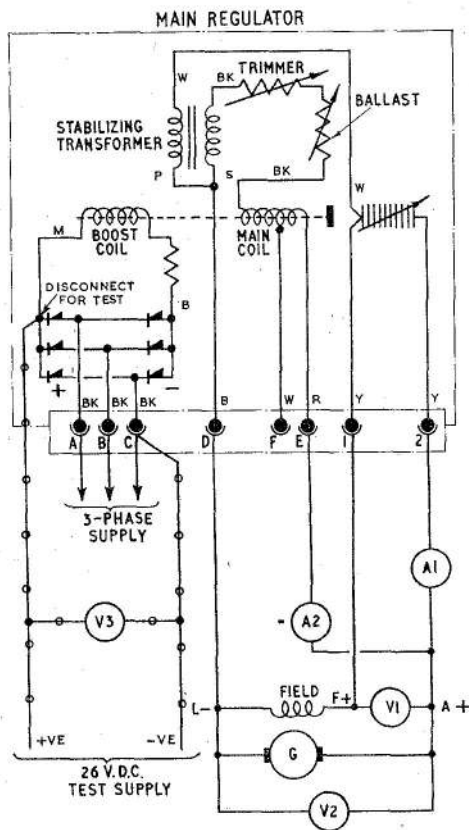 MAIN REGULATOR
W
BK
TRIMMER
BALLAST
STABILIZING
TRANSFORMER
P
S
BK
W
M
BOOST
COIL
MAIN
COIL
DISCONNECT
FOR TEST
B
+
-
BK
BK
BK
B
W
R
Y
Y
A
B
C
D
F
E
1
2
3-PHASE
SUPPLY
A1
V3
- A2
FIELD
L-
F+
V1
A +
G
+VE
-VE
26 V.D.C.
TEST SUPPLY
V2